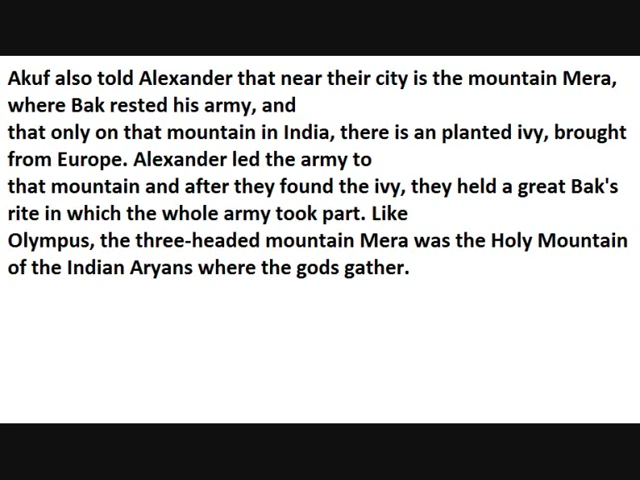 Akuf also told Alexander that near their city is the mountain Mera,
where Bak rested his army, and
that only on that mountain in India, there is an planted ivy, brought
from Europe. Alexander led the army to
that mountain and after they found the ivy, they held a great Bak's
rite in which the whole army took part. Like
Olympus, the three-headed mountain Mera was the Holy Mountain
of the Indian Aryans where the gods gather.